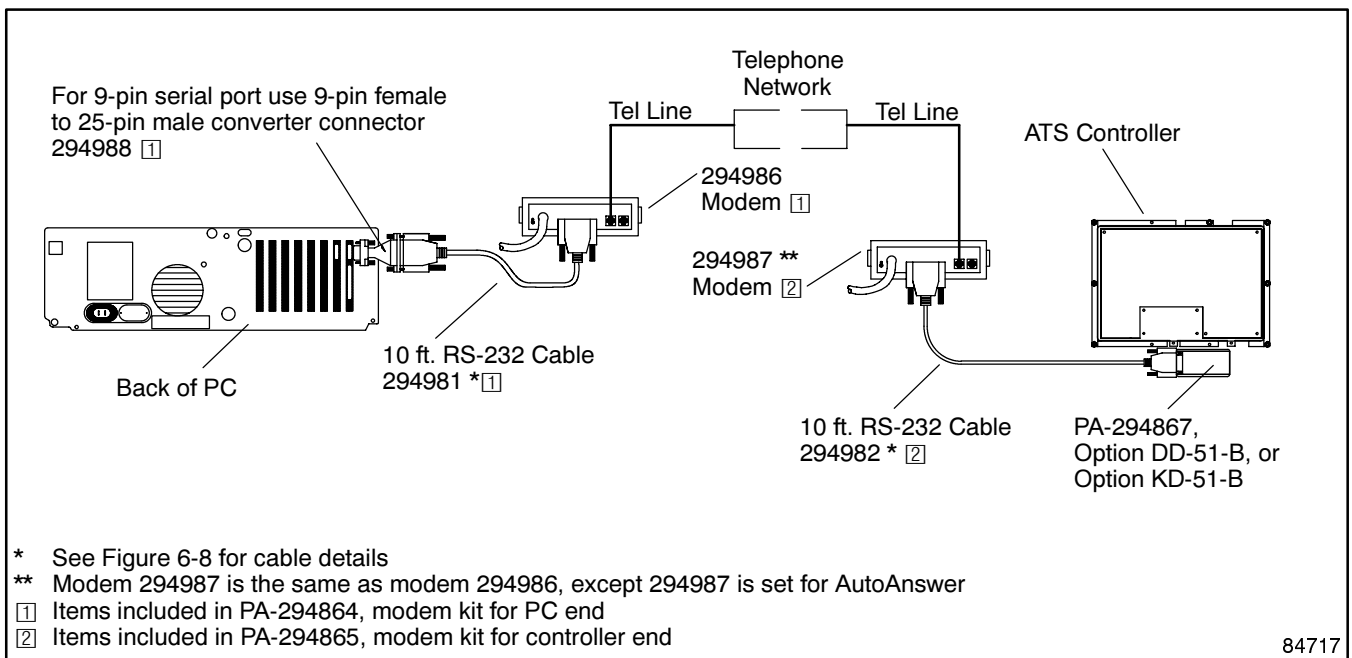 For 9-pin serial port use 9-pin female
to 25-pin male converter connector
294988 1
Tel Line
Telephone
Network
Tel Line
ATS Controller
294986
Modem 1
294987 **
Modem 2
10 ft. RS-232 Cable
294981 * 1
Back of PC
10 ft. RS-232 Cable
294982 * 2
PA-294867,
Option DD-51-B, or
Option KD-51-B
* See Figure 6-8 for cable details
** Modem 294987 is the same as modem 294986, except 294987 is set for AutoAnswer
1 Items included in PA-294864, modem kit for PC end
2 Items included in PA-294865, modem kit for controller end
84717